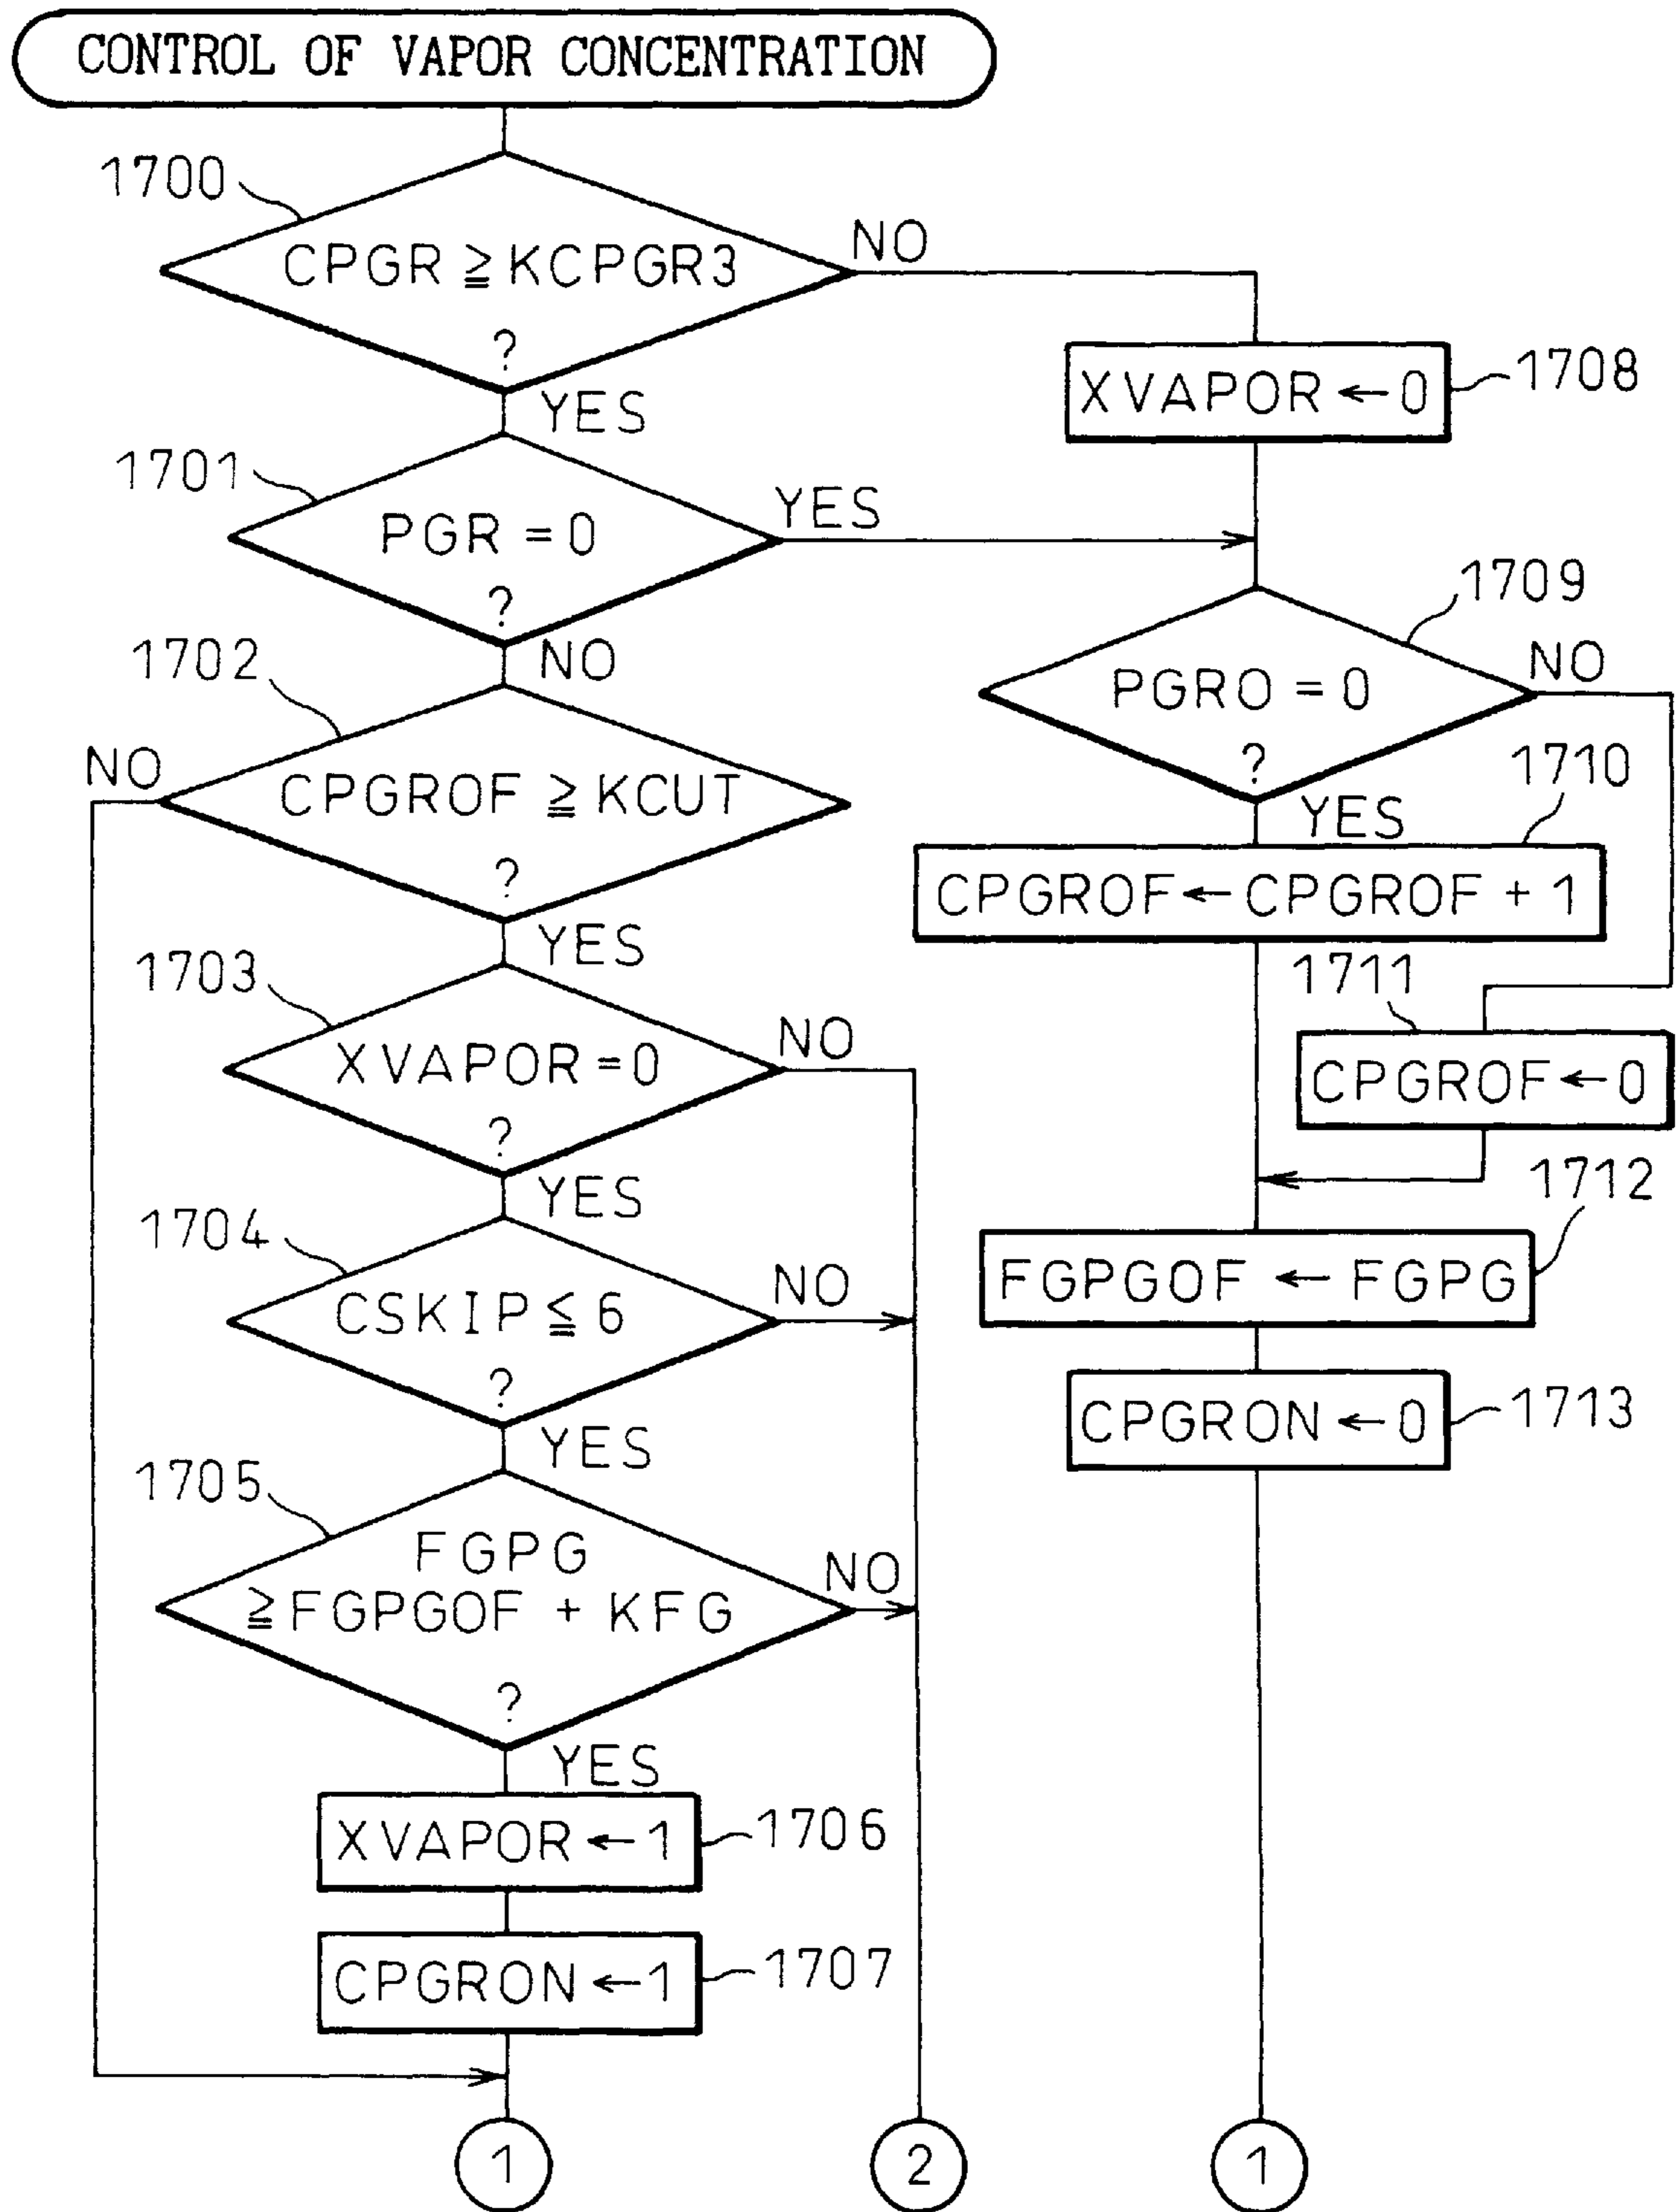 CONTROL OF VAPOR CONCENTRATION
1700
CPGR ≧ KCPGR3
?
NO
YES
XVAPOR ← 0
1708
1701
PGR = 0
?
YES
NO
1709
PGRO = 0
?
NO
YES
1702
CPGROF ≧ KCUT
?
NO
YES
1710
CPGROF ← CPGROF + 1
1703
XVAPOR = 0
?
NO
YES
1711
CPGROF ← 0
1704
CSKIP ≦ 6
?
NO
YES
1712
FGPGOF ← FGPG
CPGRON ← 0
1713
1705
FGPG
≧ FGPGOF + KFG
?
NO
YES
XVAPOR ← 1
1706
CPGRON ← 1
1707
1
2
1